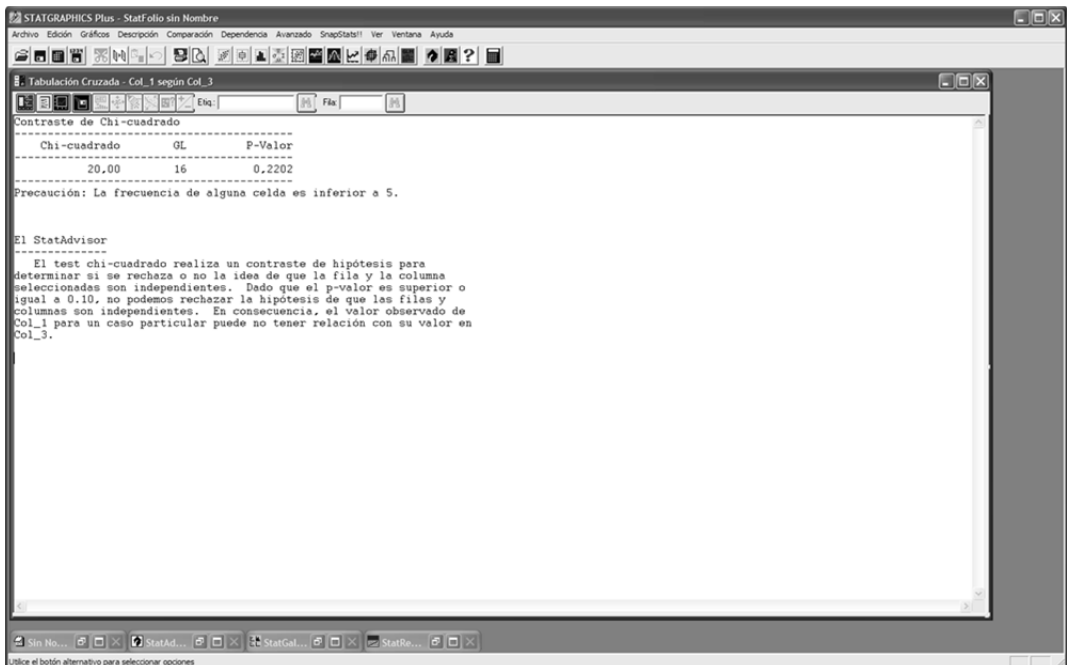 STATGRAPHICS Plus - StatFolio sin Nombre
Archivo Edición Gráficos Descripción Comparación Dependencia Avanzado SnapStats!! Ver Ventana Ayuda
Tabulación Cruzada - Col_1 según Col_3
Etiq.: Fila:
Contraste de Chi-cuadrado
------------------------------------------
Chi-cuadrado GL P-Valor
------------------------------------------
20,00 16 0,2202
------------------------------------------
Precaución: La frecuencia de alguna celda es inferior a 5.
El StatAdvisor
--------------
El test chi-cuadrado realiza un contraste de hipótesis para
determinar si se rechaza o no la idea de que la fila y la columna
seleccionadas son independientes. Dado que el p-valor es superior o
igual a 0.10, no podemos rechazar la hipótesis de que las filas y
columnas son independientes. En consecuencia, el valor observado de
Col_1 para un caso particular puede no tener relación con su valor en
Col_3.
Sin No... StatAd... StatGal... StatRe...
Utilice el botón alternativo para seleccionar opciones